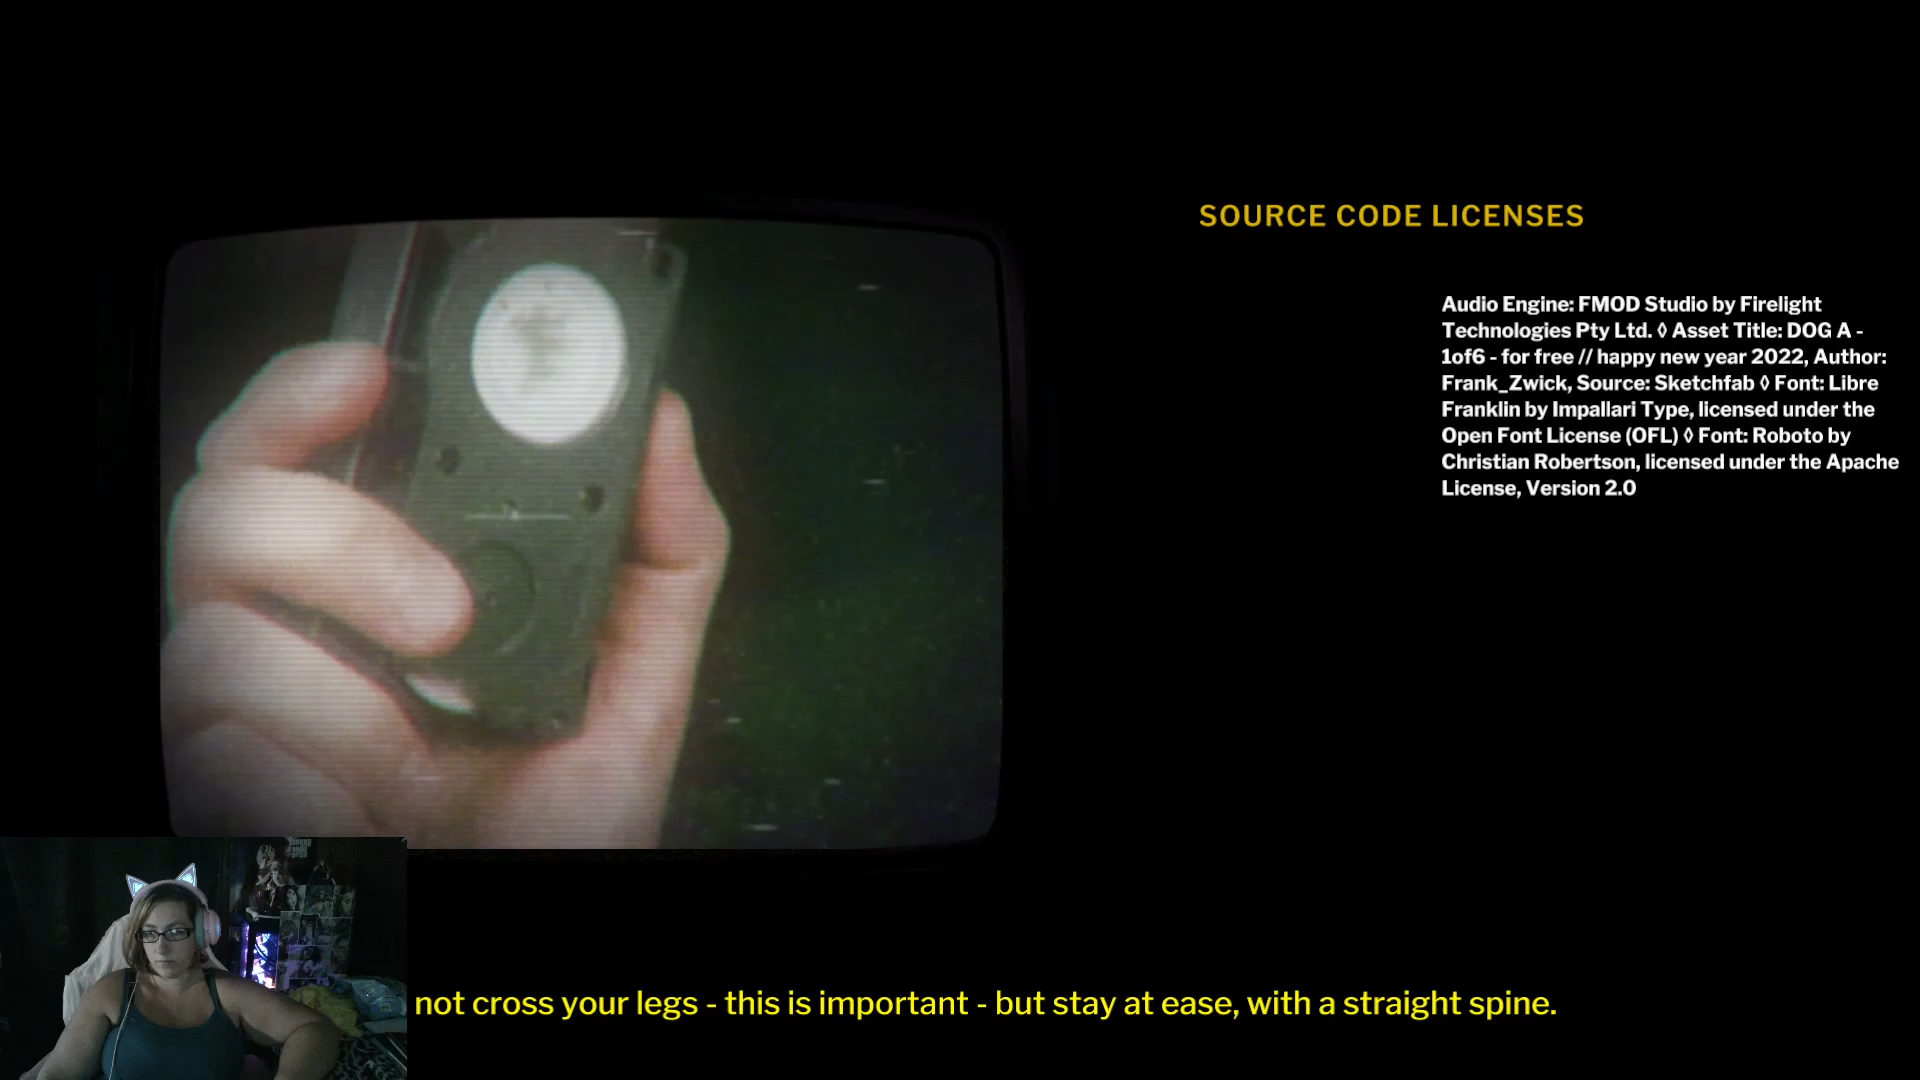 SOURCE CODE LICENSES
Audio Engine: FMOD Studio by Firelight
Technologies Pty Ltd. ◊ Asset Title: DOG A -
1of6 - for free // happy new year 2022, Author:
Frank_Zwick, Source: Sketchfab ◊ Font: Libre
Franklin by Impallari Type, licensed under the
Open Font License (OFL) ◊ Font: Roboto by
Christian Robertson, licensed under the Apache
License, Version 2.0
not cross your legs - this is important - but stay at ease, with a straight spine.